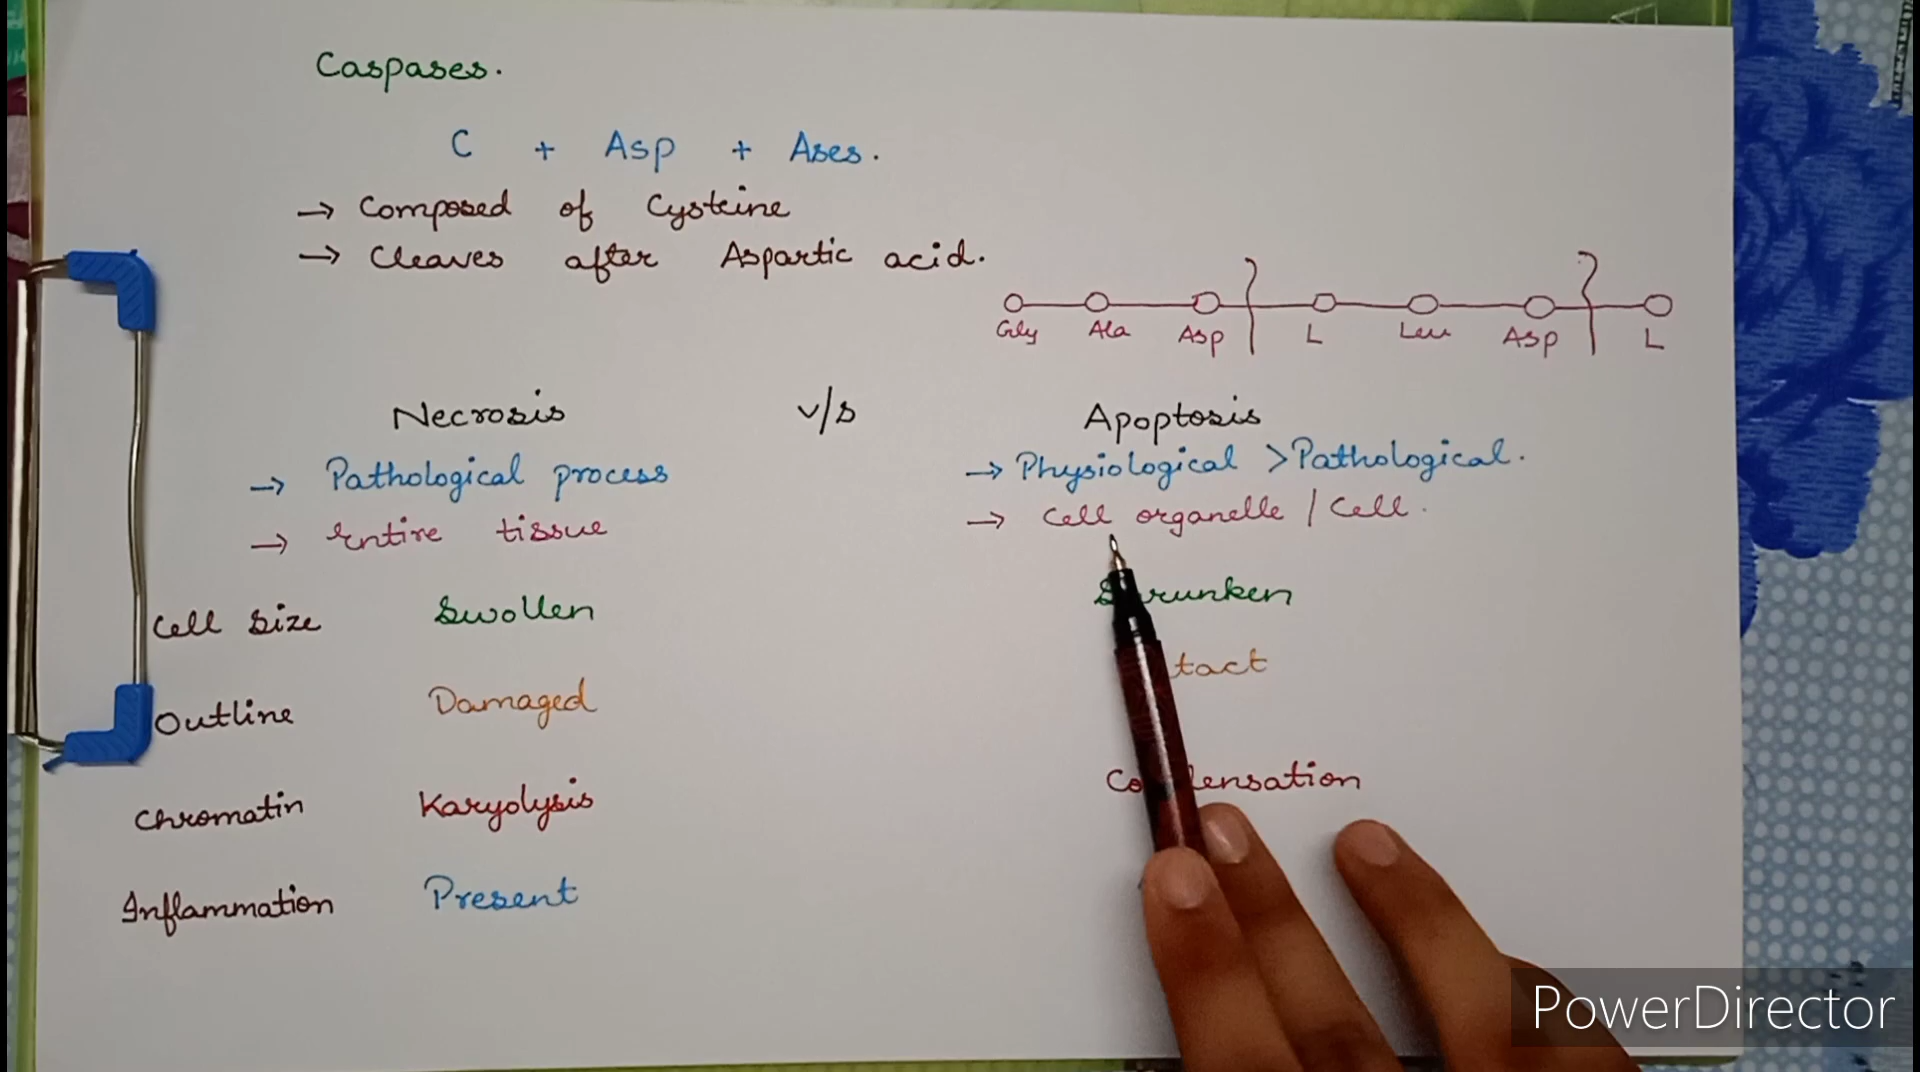 Caspases.
C + Asp + Ases.
→ Composed of Cysteine
→ Cleaves after Aspartic acid.
Gly Ala Asp L Leu Asp L
Necrosis v/s Apoptosis
→ Pathological process → Physiological > Pathological.
→ Entire tissue → Cell organelle / Cell.
Cell size Swollen
Outline Damaged
Chromatin Karyolysis
Inflammation Present
PowerDirector